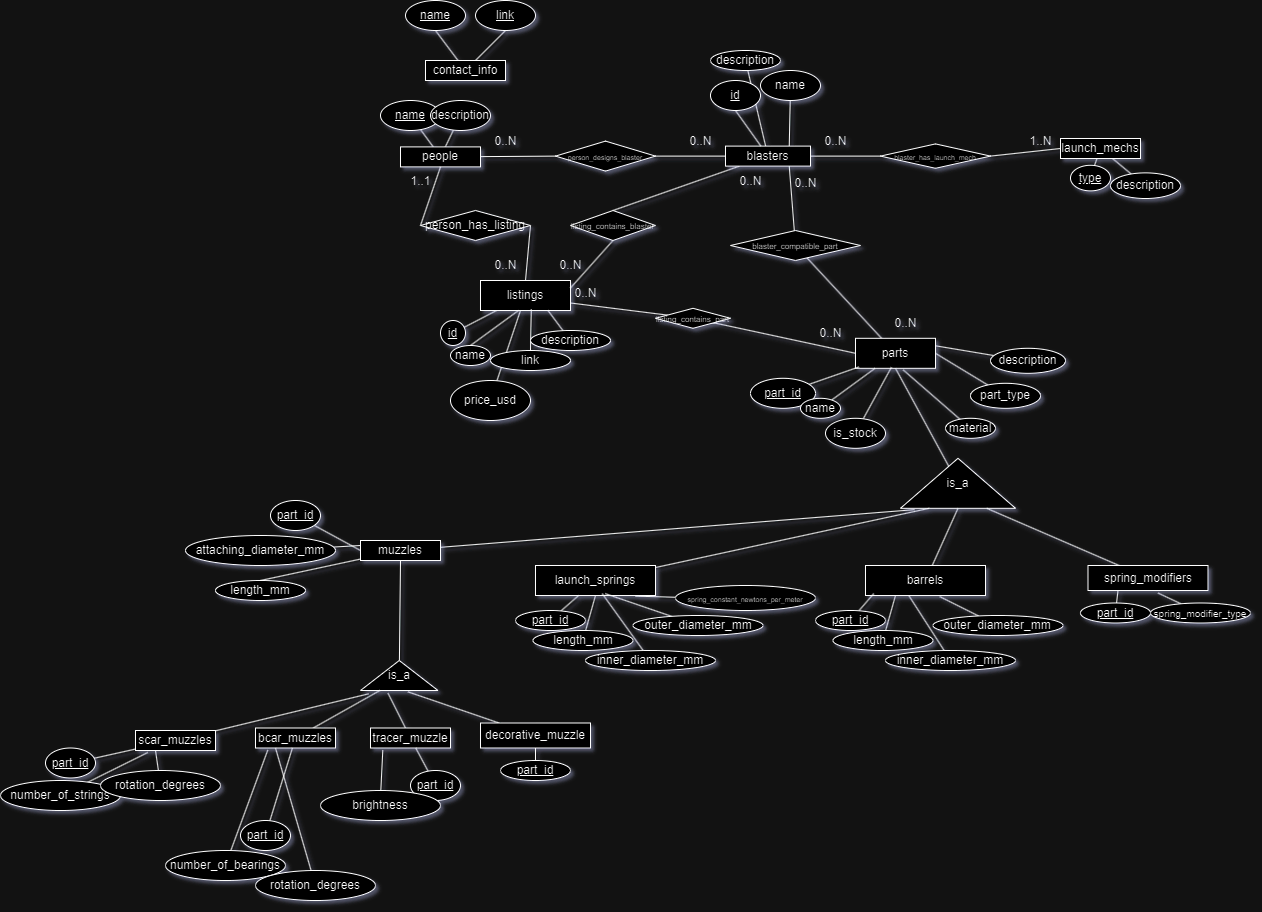 name
link
contact_info
description
id
name
name
description
people
0..N
person_designs_blaster
0..N
blasters
0..N
blaster_has_launch_mech
1..N
launch_mechs
type
description
1..1
0..N
0..N
person_has_listing
listing_contains_blaster
blaster_compatible_part
0..N
0..N
listings
0..N
listing_contains_part
0..N
0..N
id
name
link
description
price_usd
parts
description
part_id
name
is_stock
material
part_type
is_a
part_id
attaching_diameter_mm
length_mm
muzzles
launch_springs
spring_constant_newtons_per_meter
part_id
length_mm
outer_diameter_mm
inner_diameter_mm
barrels
part_id
length_mm
outer_diameter_mm
inner_diameter_mm
spring_modifiers
part_id
spring_modifier_type
is_a
scar_muzzles
part_id
number_of_strings
rotation_degrees
bcar_muzzles
part_id
number_of_bearings
rotation_degrees
tracer_muzzle
part_id
brightness
decorative_muzzle
part_id